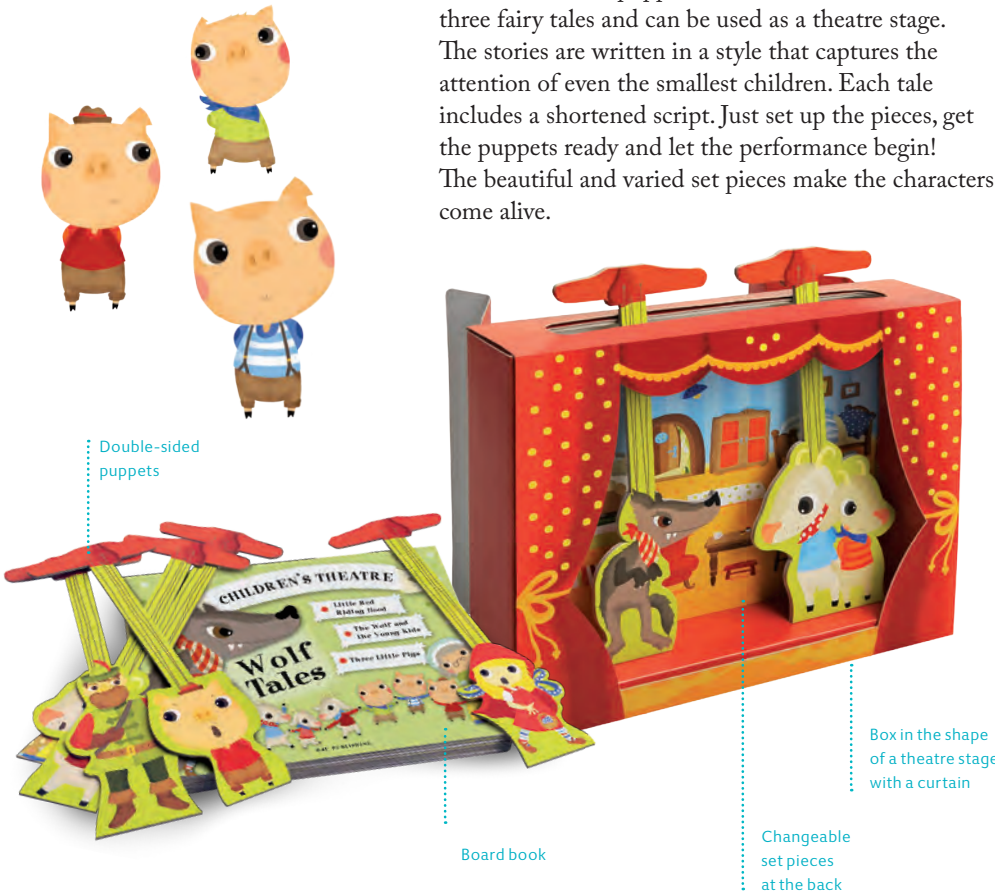 three fairy tales and can be used as a theatre stage.
The stories are written in a style that captures the
attention of even the smallest children. Each tale
includes a shortened script. Just set up the pieces, get
the puppets ready and let the performance begin!
The beautiful and varied set pieces make the characters
come alive.
Double-sided
puppets
CHILDREN'S THEATRE
Little Red
Riding Hood
The Wolf and
the Young Kids
Three Little Pigs
Wolf
Tales
Box in the shape
of a theatre stage
with a curtain
Board book
Changeable
set pieces
at the back